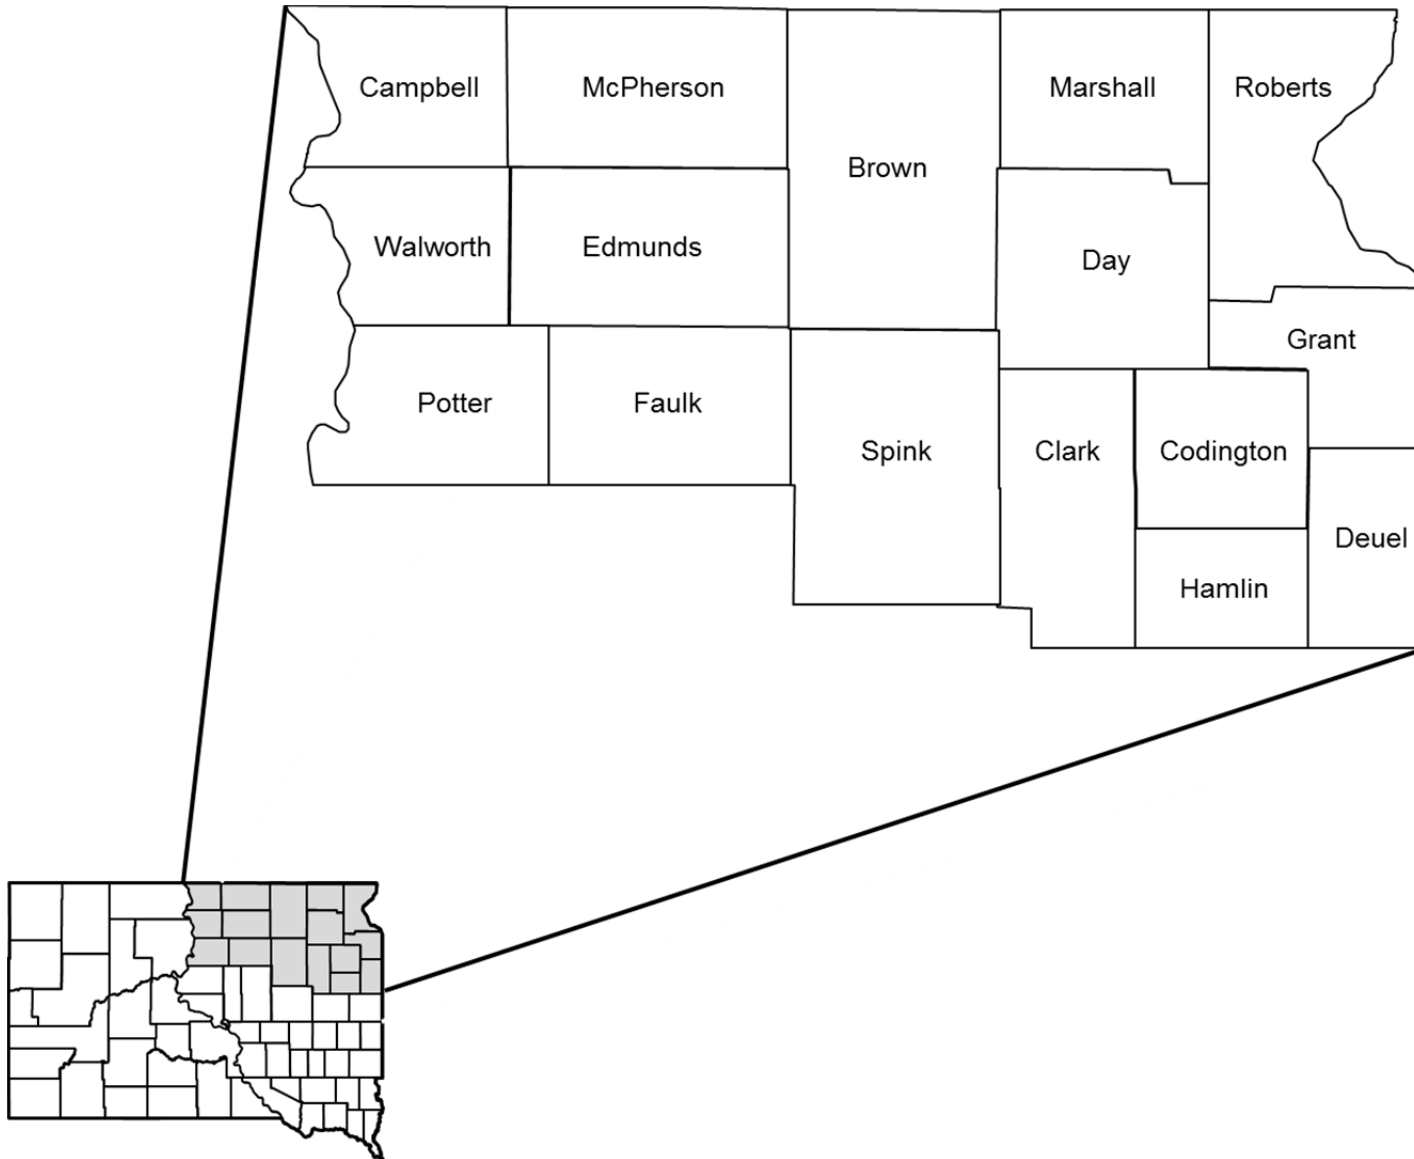 Campbell
McPherson
Marshall
Roberts
Brown
Walworth
Edmunds
Day
Grant
Potter
Faulk
Spink
Clark
Codington
Deuel
Hamlin